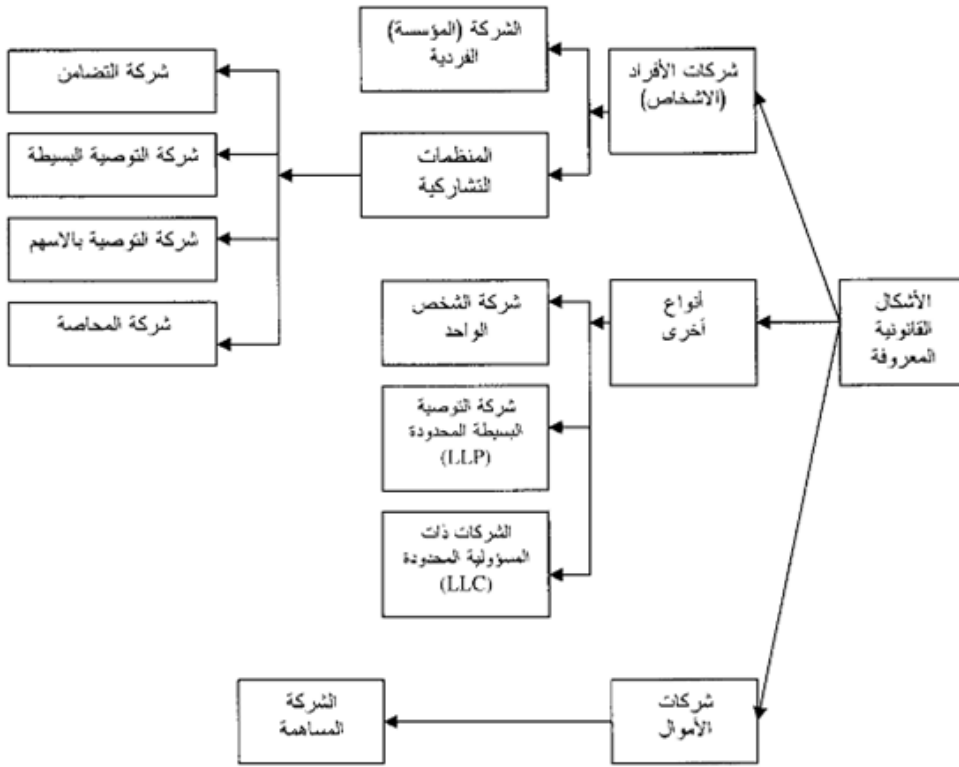 الأشكال
القانونية
المعروفة
شركات الأفراد
(الاشخاص)
الشركة (المؤسسة)
الفردية
المنظمات
التشاركية
شركة التضامن
شركة التوصية البسيطة
شركة التوصية بالاسهم
شركة المحاصة
أنواع
أخرى
شركة الشخص
الواحد
شركة التوصية
البسيطة المحدودة
(LLP)
الشركات ذات
المسؤولية المحدودة
(LLC)
شركات
الأموال
الشركة
المساهمة